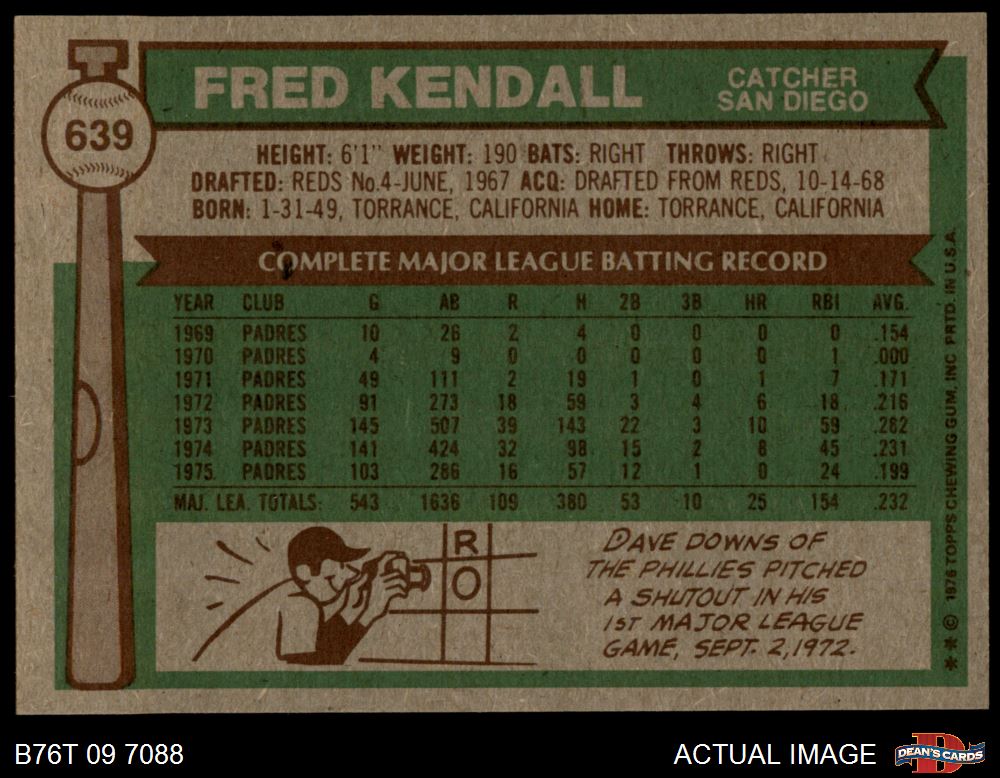 639
FRED KENDALL
CATCHER
SAN DIEGO
HEIGHT: 6'1" WEIGHT: 190 BATS: RIGHT THROWS: RIGHT
DRAFTED: REDS No.4-JUNE, 1967 ACQ: DRAFTED FROM REDS, 10-14-68
BORN: 1-31-49, TORRANCE, CALIFORNIA HOME: TORRANCE, CALIFORNIA
COMPLETE MAJOR LEAGUE BATTING RECORD
YEAR CLUB G AB R H 2B 3B HR RBI AVG.
1969 PADRES 10 26 2 4 0 0 0 0 .154
1970 PADRES 4 9 0 0 0 0 0 1 .000
1971 PADRES 49 111 2 19 1 0 1 7 .171
1972 PADRES 91 273 18 59 3 4 6 18 .216
1973 PADRES 145 507 39 143 22 3 10 59 .282
1974 PADRES 141 424 32 98 15 2 8 45 .231
1975 PADRES 103 286 16 57 12 1 0 24 .199
MAJ. LEA. TOTALS: 543 1636 109 380 53 10 25 154 .232
R
O
DAVE DOWNS OF
THE PHILLIES PITCHED
A SHUTOUT IN HIS
1ST MAJOR LEAGUE
GAME, SEPT. 2, 1972.
** © 1976 TOPPS CHEWING GUM, INC PRTD. IN U.S.A.
B76T 09 7088
ACTUAL IMAGE
DEAN'S CARDS